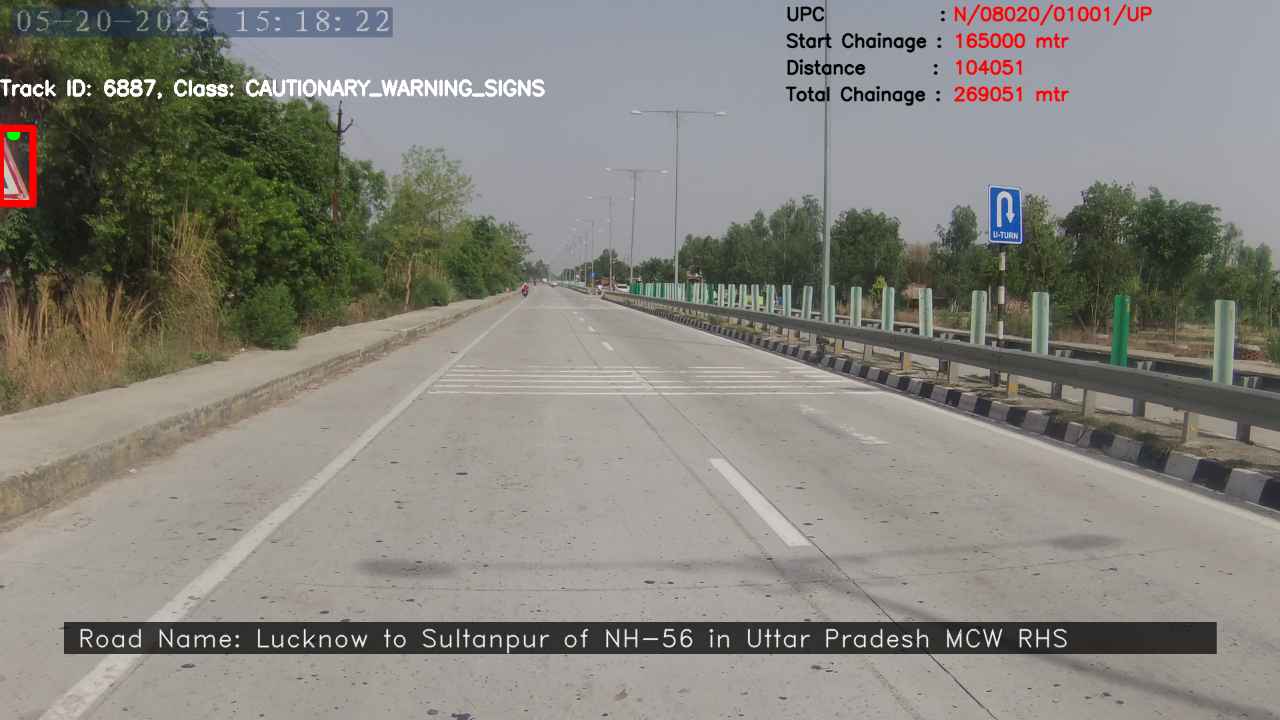 05-20-2025 15:18:22
UPC : N/08020/01001/UP
Start Chainage : 165000 mtr
Distance : 104051
Total Chainage : 269051 mtr
Track ID: 6887, Class: CAUTIONARY_WARNING_SIGNS
U-TURN
Road Name: Lucknow to Sultanpur of NH-56 in Uttar Pradesh MCW RHS